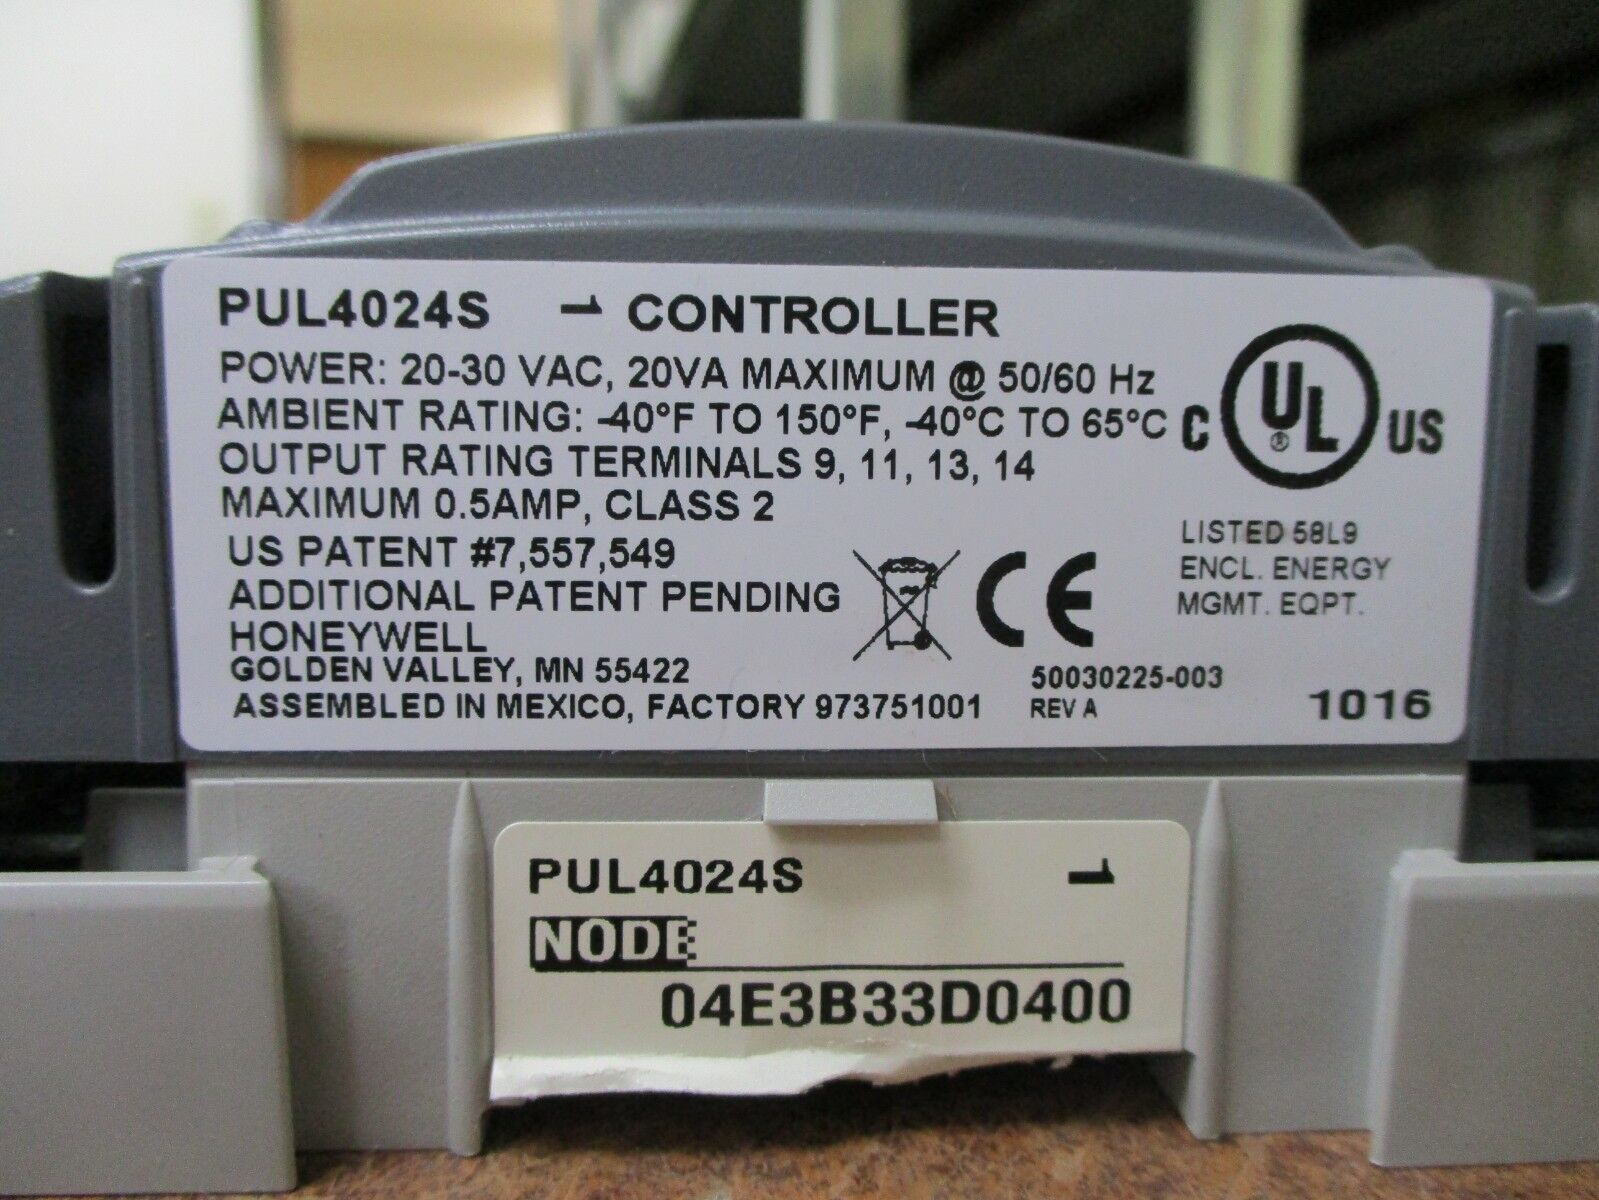 PUL4024S 1 CONTROLLER
POWER: 20-30 VAC, 20VA MAXIMUM @ 50/60 Hz
AMBIENT RATING: -40°F TO 150°F, -40°C TO 65°C
OUTPUT RATING TERMINALS 9, 11, 13, 14
MAXIMUM 0.5AMP, CLASS 2
US PATENT #7,557,549
ADDITIONAL PATENT PENDING
HONEYWELL
GOLDEN VALLEY, MN 55422
ASSEMBLED IN MEXICO, FACTORY 973751001
CE
50030225-003
REV A
C UL ® US
LISTED 58L9
ENCL. ENERGY
MGMT. EQPT.
1016
PUL4024S 1
NODE
04E3B33D0400